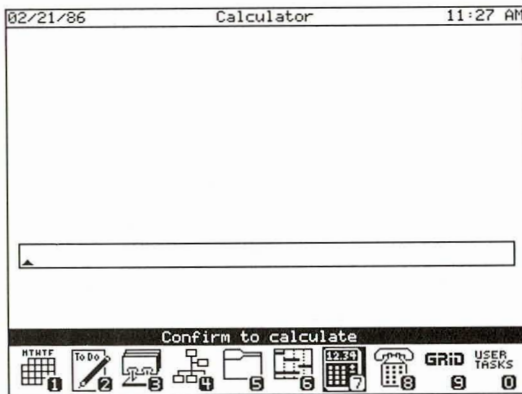 02/21/86 Calculator 11:27 AM
Confirm to calculate
MTWTF 1
To Do 2
3
4
5
6
12.34 7
8
GRiD 9
USER TASKS 0